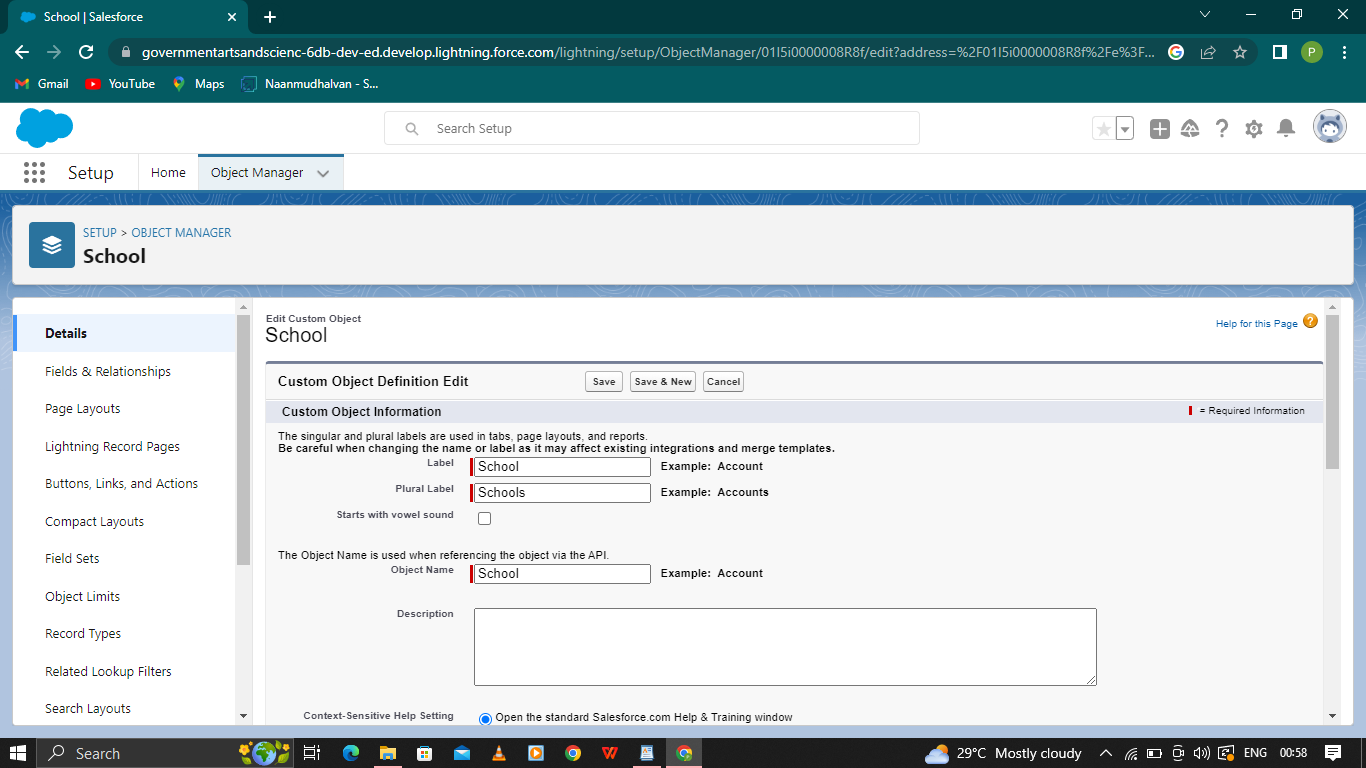 School | Salesforce
governmentartsandscienc-6db-dev-ed.develop.lightning.force.com/lightning/setup/ObjectManager/01I5i0000008R8f/edit?address=%2F01I5i0000008R8f%2Fe%3F...
P
Gmail
YouTube
Maps
Naanmudhalvan - S...
Search Setup
Setup
Home
Object Manager
SETUP > OBJECT MANAGER
School
Details
Fields & Relationships
Page Layouts
Lightning Record Pages
Buttons, Links, and Actions
Compact Layouts
Field Sets
Object Limits
Record Types
Related Lookup Filters
Search Layouts
Edit Custom Object
School
Help for this Page ?
Custom Object Definition Edit
Save
Save & New
Cancel
Custom Object Information
= Required Information
The singular and plural labels are used in tabs, page layouts, and reports.
Be careful when changing the name or label as it may affect existing integrations and merge templates.
Label School Example: Account
Plural Label Schools Example: Accounts
Starts with vowel sound
The Object Name is used when referencing the object via the API.
Object Name School Example: Account
Description
Context-Sensitive Help Setting Open the standard Salesforce.com Help & Training window
Search
29°C Mostly cloudy
ENG
00:58